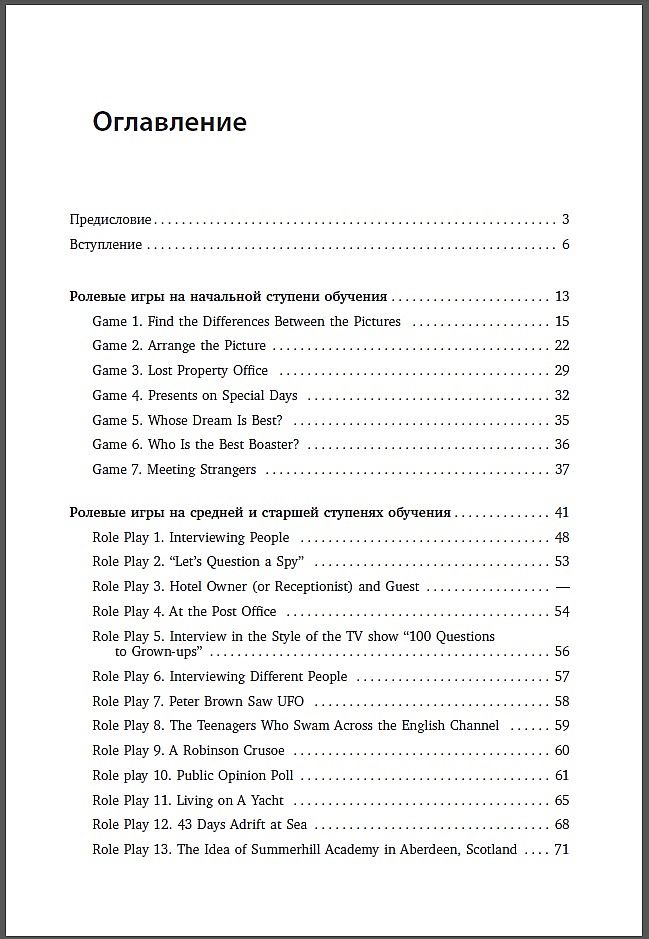 Оглавление
Предисловие . . . . . . . . . . . . . . . . . . . . . . . . . . . . . . . . . . . . . . . . . . . . . . . . . . . . . . . . . . 3
Вступление . . . . . . . . . . . . . . . . . . . . . . . . . . . . . . . . . . . . . . . . . . . . . . . . . . . . . . . . . . . 6
Ролевые игры на начальной ступени обучения . . . . . . . . . . . . . . . . . . . . . . . 13
Game 1. Find the Differences Between the Pictures . . . . . . . . . . . . . . . . . . . . 15
Game 2. Arrange the Picture . . . . . . . . . . . . . . . . . . . . . . . . . . . . . . . . . . . . . . . . 22
Game 3. Lost Property Office . . . . . . . . . . . . . . . . . . . . . . . . . . . . . . . . . . . . . . . 29
Game 4. Presents on Special Days . . . . . . . . . . . . . . . . . . . . . . . . . . . . . . . . . . . 32
Game 5. Whose Dream Is Best? . . . . . . . . . . . . . . . . . . . . . . . . . . . . . . . . . . . . . 35
Game 6. Who Is the Best Boaster? . . . . . . . . . . . . . . . . . . . . . . . . . . . . . . . . . . . 36
Game 7. Meeting Strangers . . . . . . . . . . . . . . . . . . . . . . . . . . . . . . . . . . . . . . . . . 37
Ролевые игры на средней и старшей ступенях обучения . . . . . . . . . . . . . . 41
Role Play 1. Interviewing People . . . . . . . . . . . . . . . . . . . . . . . . . . . . . . . . . . . . 48
Role Play 2. “Let’s Question a Spy” . . . . . . . . . . . . . . . . . . . . . . . . . . . . . . . . . . 53
Role Play 3. Hotel Owner (or Receptionist) and Guest . . . . . . . . . . . . . . . . . . —
Role Play 4. At the Post Office . . . . . . . . . . . . . . . . . . . . . . . . . . . . . . . . . . . . . . 54
Role Play 5. Interview in the Style of the TV show “100 Questions
to Grown-ups” . . . . . . . . . . . . . . . . . . . . . . . . . . . . . . . . . . . . . . . . . . . . . . . . . 56
Role Play 6. Interviewing Different People . . . . . . . . . . . . . . . . . . . . . . . . . . . . 57
Role Play 7. Peter Brown Saw UFO . . . . . . . . . . . . . . . . . . . . . . . . . . . . . . . . . . 58
Role Play 8. The Teenagers Who Swam Across the English Channel . . . . . . 59
Role Play 9. A Robinson Crusoe . . . . . . . . . . . . . . . . . . . . . . . . . . . . . . . . . . . . . 60
Role play 10. Public Opinion Poll . . . . . . . . . . . . . . . . . . . . . . . . . . . . . . . . . . . . 61
Role Play 11. Living on A Yacht . . . . . . . . . . . . . . . . . . . . . . . . . . . . . . . . . . . . . 65
Role Play 12. 43 Days Adrift at Sea . . . . . . . . . . . . . . . . . . . . . . . . . . . . . . . . . . 68
Role Play 13. The Idea of Summerhill Academy in Aberdeen, Scotland . . . . 71